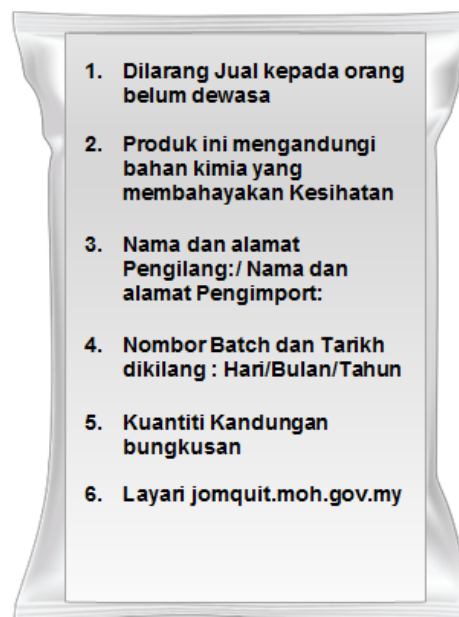 1. Dilarang Jual kepada orang
belum dewasa
2. Produk ini mengandungi
bahan kimia yang
membahayakan Kesihatan
3. Nama dan alamat
Pengilang:/ Nama dan
alamat Pengimport:
4. Nombor Batch dan Tarikh
dikilang : Hari/Bulan/Tahun
5. Kuantiti Kandungan
bungkusan
6. Layari jomquit.moh.gov.my